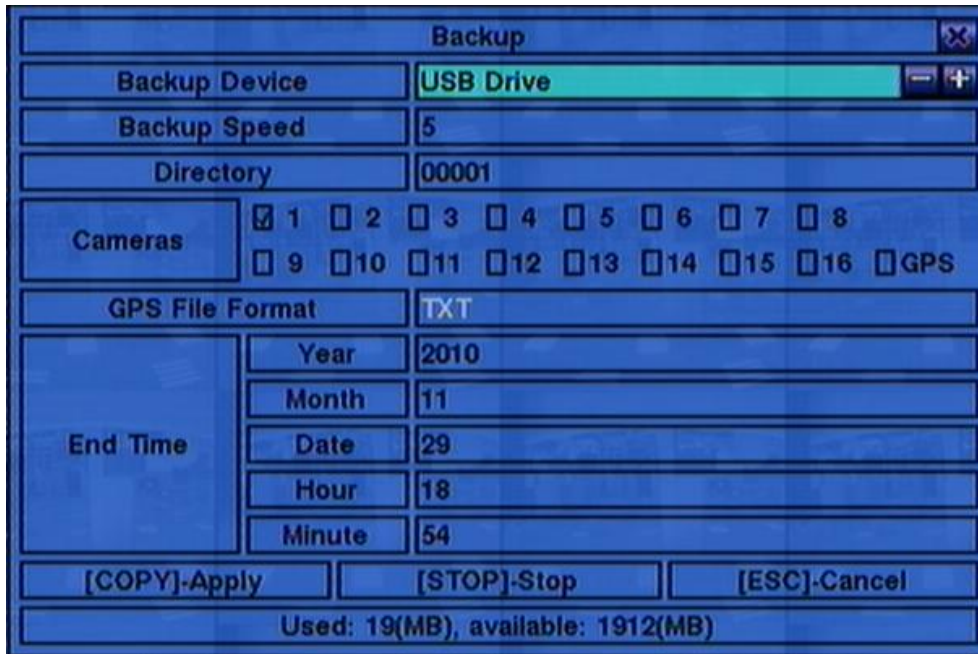 Backup
Backup Device USB Drive
Backup Speed 5
Directory 00001
Cameras
1 2 3 4 5 6 7 8
9 10 11 12 13 14 15 16 GPS
GPS File Format TXT
End Time
Year 2010
Month 11
Date 29
Hour 18
Minute 54
[COPY]-Apply [STOP]-Stop [ESC]-Cancel
Used: 19(MB), available: 1912(MB)